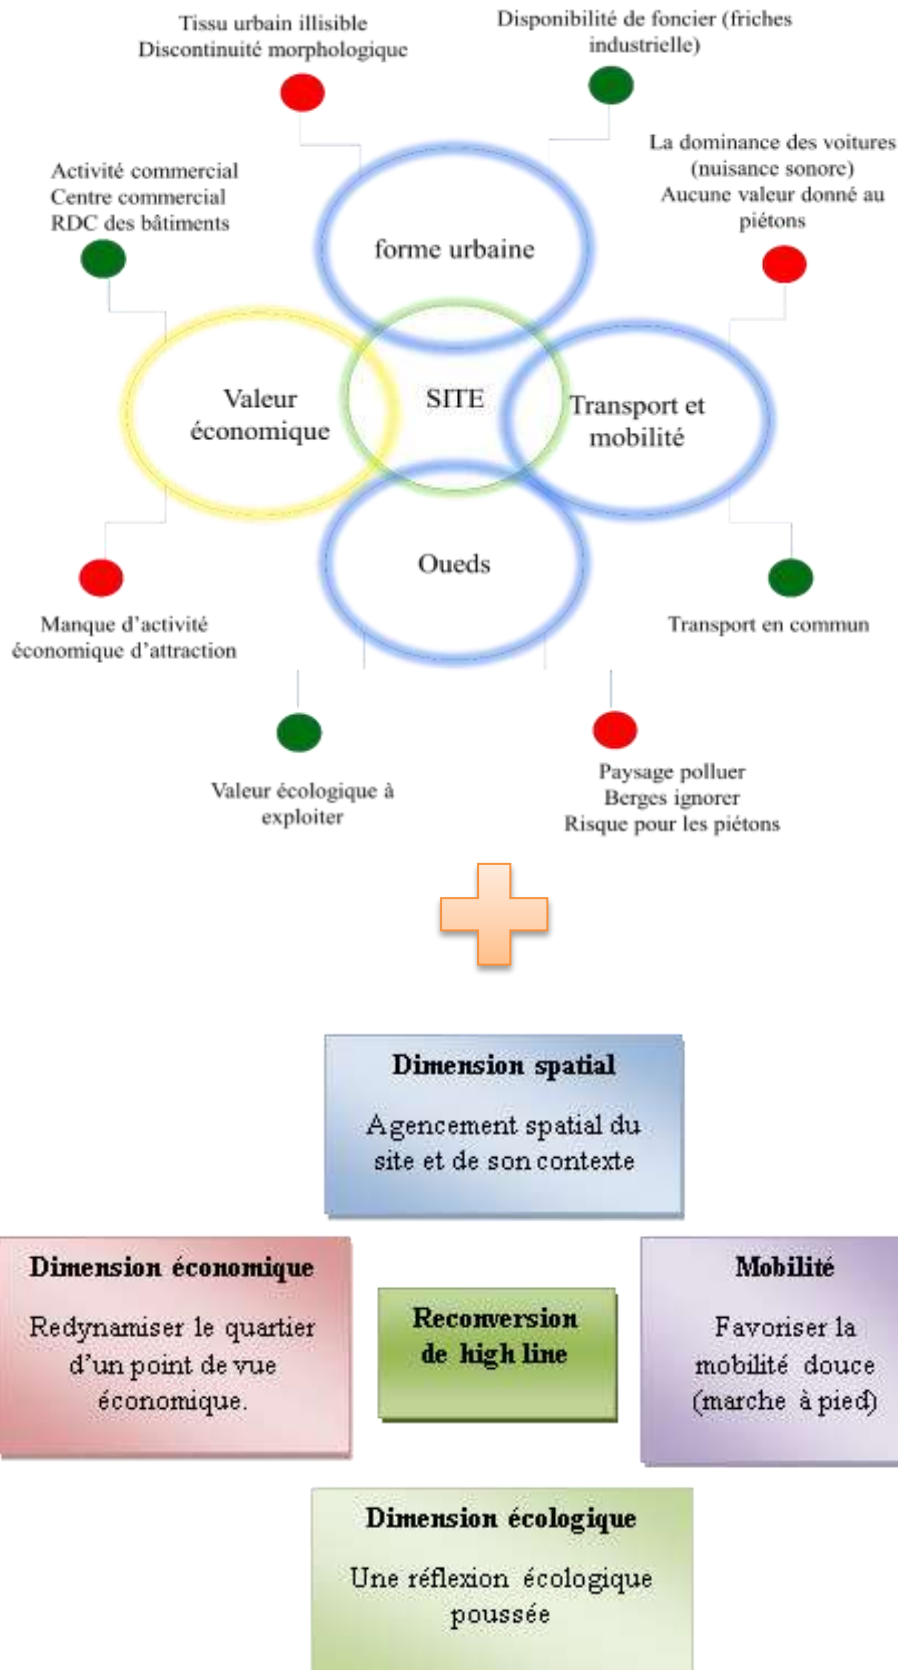 Tissu urbain illisible
Discontinuité morphologique
Disponibilité de foncier (friches
industrielle)
Activité commercial
Centre commercial
RDC des bâtiments
La dominance des voitures
(nuisance sonore)
Aucune valeur donné au
piétons
forme urbaine
Valeur
économique
SITE
Transport et
mobilité
Oueds
Manque d'activité
économique d'attraction
Transport en commun
Valeur écologique à
exploiter
Paysage polluer
Berges ignorer
Risque pour les piétons
Dimension spatial
Agencement spatial du
site et de son contexte
Dimension économique
Redynamiser le quartier
d'un point de vue
économique.
Reconversion
de high line
Mobilité
Favoriser la
mobilité douce
(marche à pied)
Dimension écologique
Une réflexion écologique
poussée